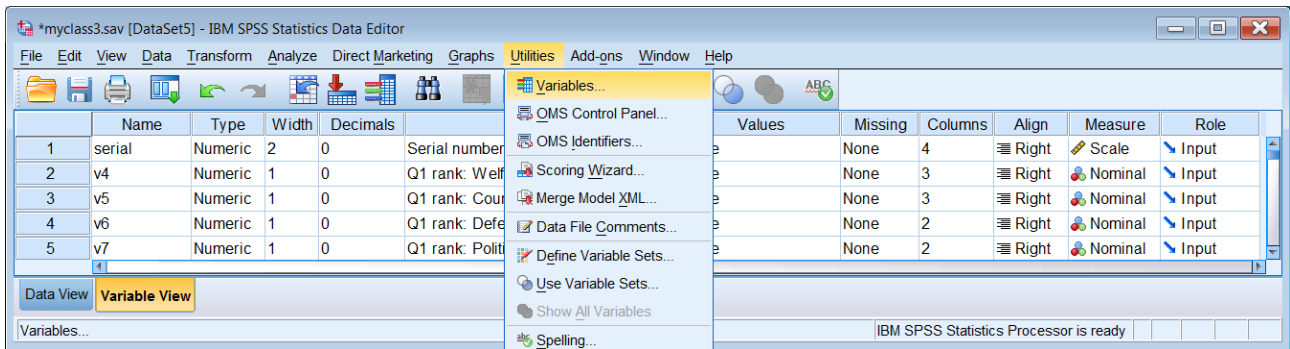 *myclass3.sav [DataSet5] - IBM SPSS Statistics Data Editor
File Edit View Data Transform Analyze Direct Marketing Graphs Utilities Add-ons Window Help
ABC
Variables...
OMS Control Panel...
OMS Identifiers...
Scoring Wizard...
Merge Model XML...
Data File Comments...
Define Variable Sets...
Use Variable Sets...
Show All Variables
Spelling...
Name Type Width Decimals Values Missing Columns Align Measure Role
1 serial Numeric 2 0 Serial number None 4 Right Scale Input
2 v4 Numeric 1 0 Q1 rank: None 3 Right Nominal Input
3 v5 Numeric 1 0 Q1 rank: None 3 Right Nominal Input
4 v6 Numeric 1 0 Q1 rank: None 2 Right Nominal Input
5 v7 Numeric 1 0 Q1 rank: None 2 Right Nominal Input
Data View Variable View
Variables... IBM SPSS Statistics Processor is ready